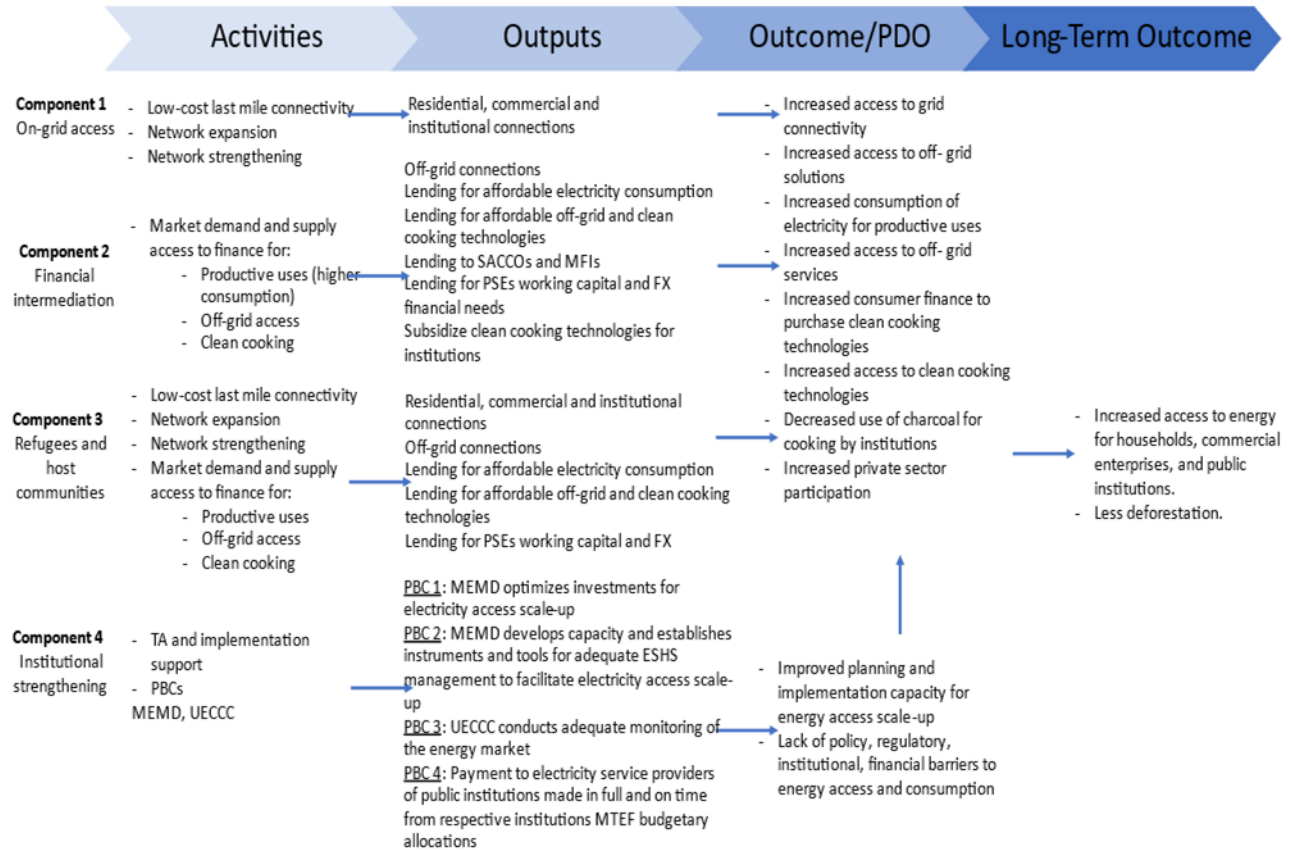 Activities
Outputs
Outcome/PDO
Long-Term Outcome
Component 1
On-grid access
- Low-cost last mile connectivity
- Network expansion
- Network strengthening
Residential, commercial and
institutional connections
Component 2
Financial
intermediation
- Market demand and supply
access to finance for:
- Productive uses (higher
consumption)
- Off-grid access
- Clean cooking
Off-grid connections
Lending for affordable electricity consumption
Lending for affordable off-grid and clean
cooking technologies
Lending to SACCOs and MFIs
Lending for PSEs working capital and FX
financial needs
Subsidize clean cooking technologies for
institutions
Component 3
Refugees and
host
communities
- Low-cost last mile connectivity
- Network expansion
- Network strengthening
- Market demand and supply
access to finance for:
- Productive uses
- Off-grid access
- Clean cooking
Residential, commercial and institutional
connections
Off-grid connections
Lending for affordable electricity consumption
Lending for affordable off-grid and clean cooking
technologies
Lending for PSEs working capital and FX
- Increased access to grid
connectivity
- Increased access to off- grid
solutions
- Increased consumption of
electricity for productive uses
- Increased access to off- grid
services
- Increased consumer finance to
purchase clean cooking
technologies
- Increased access to clean cooking
technologies
- Decreased use of charcoal for
cooking by institutions
- Increased private sector
participation
- Increased access to energy
for households, commercial
enterprises, and public
institutions.
- Less deforestation.
Component 4
Institutional
strengthening
- TA and implementation
support
- PBCs
MEMD, UECCC
PBC 1: MEMD optimizes investments for
electricity access scale-up
PBC 2: MEMD develops capacity and establishes
instruments and tools for adequate ESHS
management to facilitate electricity access scale-
up
PBC 3: UECCC conducts adequate monitoring of
the energy market
PBC 4: Payment to electricity service providers
of public institutions made in full and on time
from respective institutions MTEF budgetary
allocations
- Improved planning and
implementation capacity for
energy access scale-up
- Lack of policy, regulatory,
institutional, financial barriers to
energy access and consumption